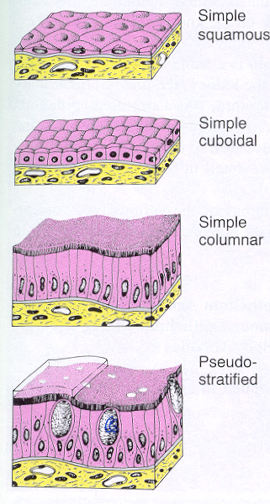 Simple
squamous
Simple
cuboidal
Simple
columnar
Pseudo-
stratified